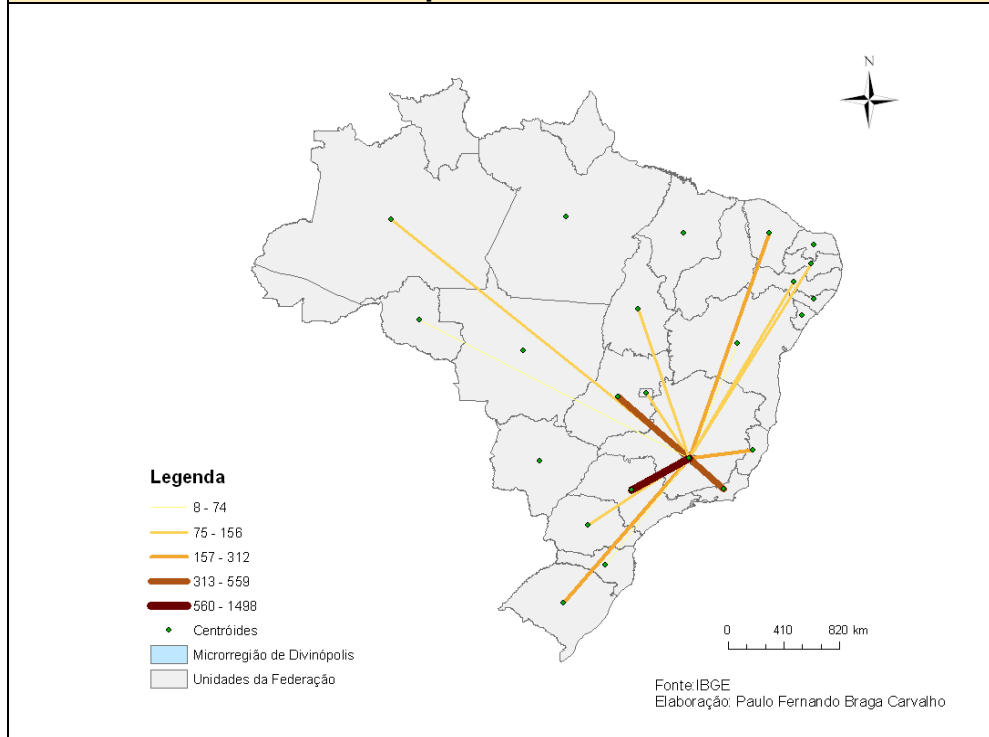 N
Legenda
8 - 74
75 - 156
157 - 312
313 - 559
560 - 1498
Centróides
Microrregião de Divinópolis
Unidades da Federação
0 410 820 km
Fonte:IBGE
Elaboração: Paulo Fernando Braga Carvalho